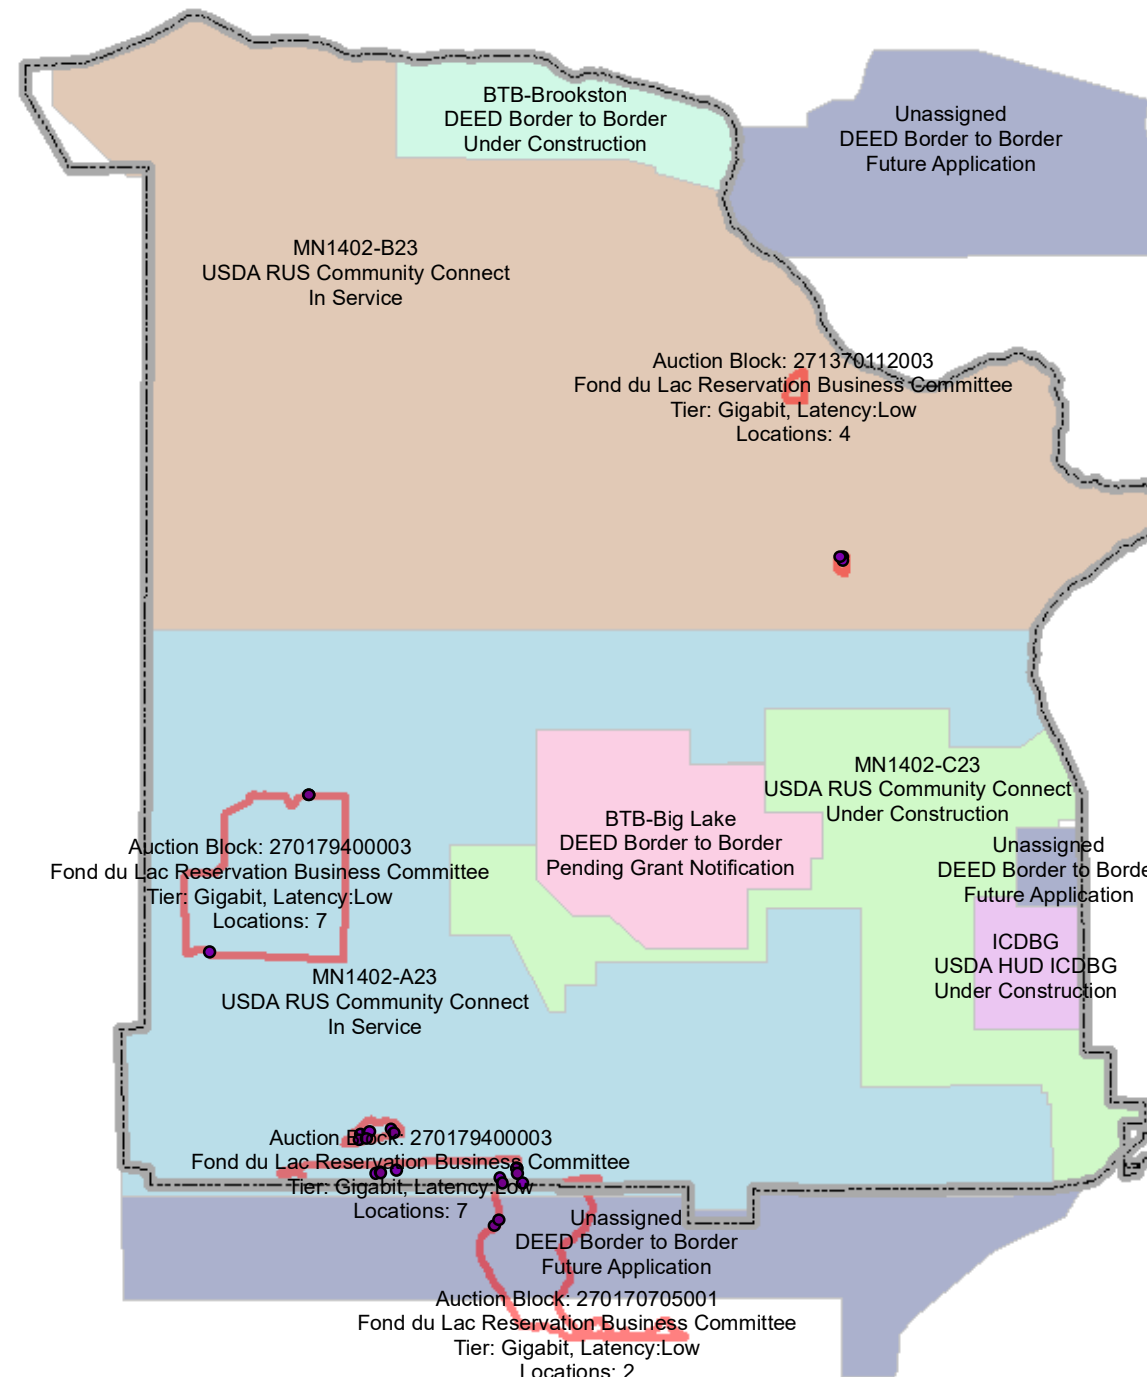 BTB-Brookston
DEED Border to Border
Under Construction
Unassigned
DEED Border to Border
Future Application
MN1402-B23
USDA RUS Community Connect
In Service
Auction Block: 271370112003
Fond du Lac Reservation Business Committee
Tier: Gigabit, Latency:Low
Locations: 4
MN1402-C23
USDA RUS Community Connect
Under Construction
BTB-Big Lake
DEED Border to Border
Pending Grant Notification
Unassigned
DEED Border to Borde
Future Application
Auction Block: 270179400003
Fond du Lac Reservation Business Committee
Tier: Gigabit, Latency:Low
Locations: 7
ICDBG
USDA HUD ICDBG
Under Construction
MN1402-A23
USDA RUS Community Connect
In Service
Auction Block: 270179400003
Fond du Lac Reservation Business Committee
Tier: Gigabit, Latency:Low
Locations: 7
Unassigned
DEED Border to Border
Future Application
Auction Block: 270170705001
Fond du Lac Reservation Business Committee
Tier: Gigabit, Latency:Low
Locations: 2